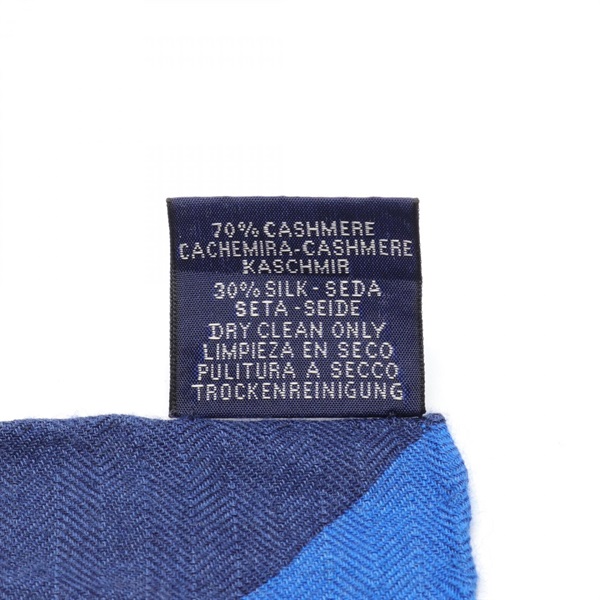 70% CASHMERE
CACHEMIRA-CASHMERE
KASCHMIR
30% SILK - SEDA
SETA - SEIDE
DRY CLEAN ONLY
LIMPIEZA EN SECO
PULITURA A SECCO
TROCKENREINIGUNG